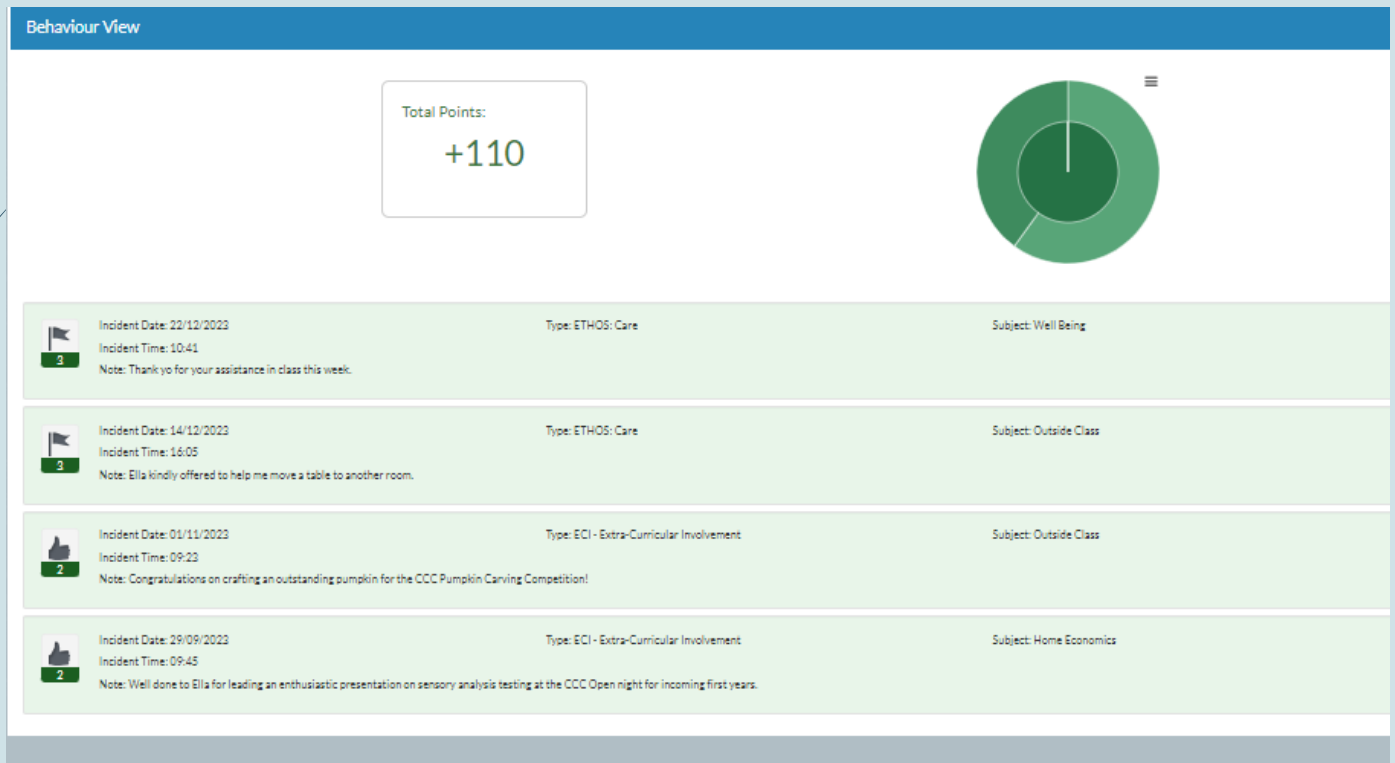 Behaviour View
Total Points:
+110
Incident Date: 22/12/2023 Type: ETHOS: Care Subject: Well Being
Incident Time: 10:41
3
Note: Thank yo for your assistance in class this week.
Incident Date: 14/12/2023 Type: ETHOS: Care Subject: Outside Class
Incident Time: 16:05
3
Note: Ella kindly offered to help me move a table to another room.
Incident Date: 01/11/2023 Type: ECI - Extra-Curricular Involvement Subject: Outside Class
Incident Time: 09:23
2
Note: Congratulations on crafting an outstanding pumpkin for the CCC Pumpkin Carving Competition!
Incident Date: 29/09/2023 Type: ECI - Extra-Curricular Involvement Subject: Home Economics
Incident Time: 09:45
2
Note: Well done to Ella for leading an enthusiastic presentation on sensory analysis testing at the CCC Open night for incoming first years.